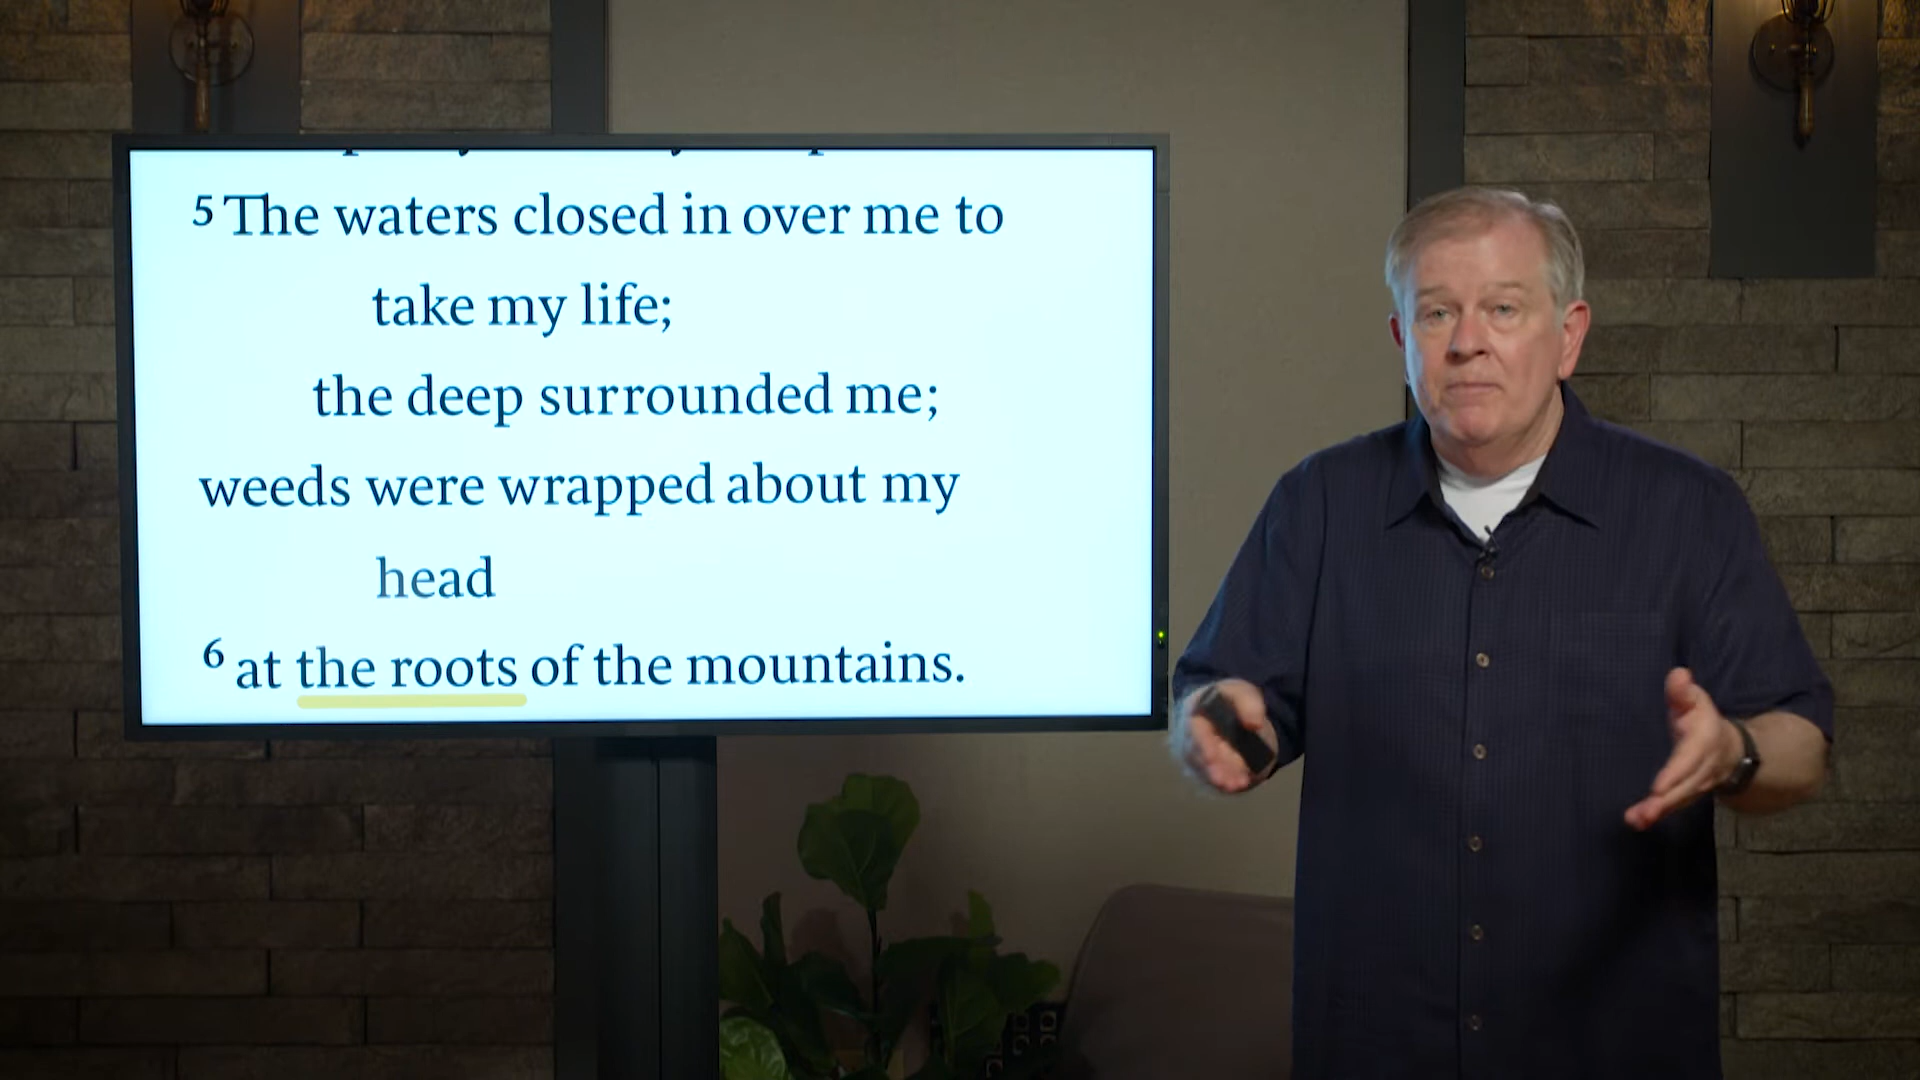 5 The waters closed in over me to
take my life;
the deep surrounded me;
weeds were wrapped about my
head
6 at the roots of the mountains.